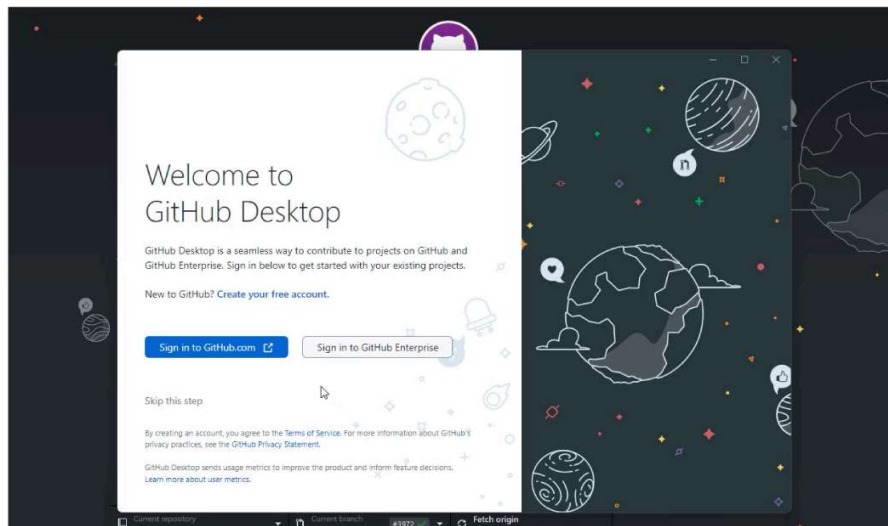 Welcome to
GitHub Desktop
GitHub Desktop is a seamless way to contribute to projects on GitHub and
GitHub Enterprise. Sign in below to get started with your existing projects.
New to GitHub? Create your free account.
Sign in to GitHub.com
Sign in to GitHub Enterprise
Skip this step
By creating an account, you agree to the Terms of Service. For more information about GitHub's
privacy practices, see the GitHub Privacy Statement.
GitHub Desktop sends usage metrics to improve the product and inform feature decisions.
Learn more about user metrics.
Current repository
Current branch
#3972
Fetch origin